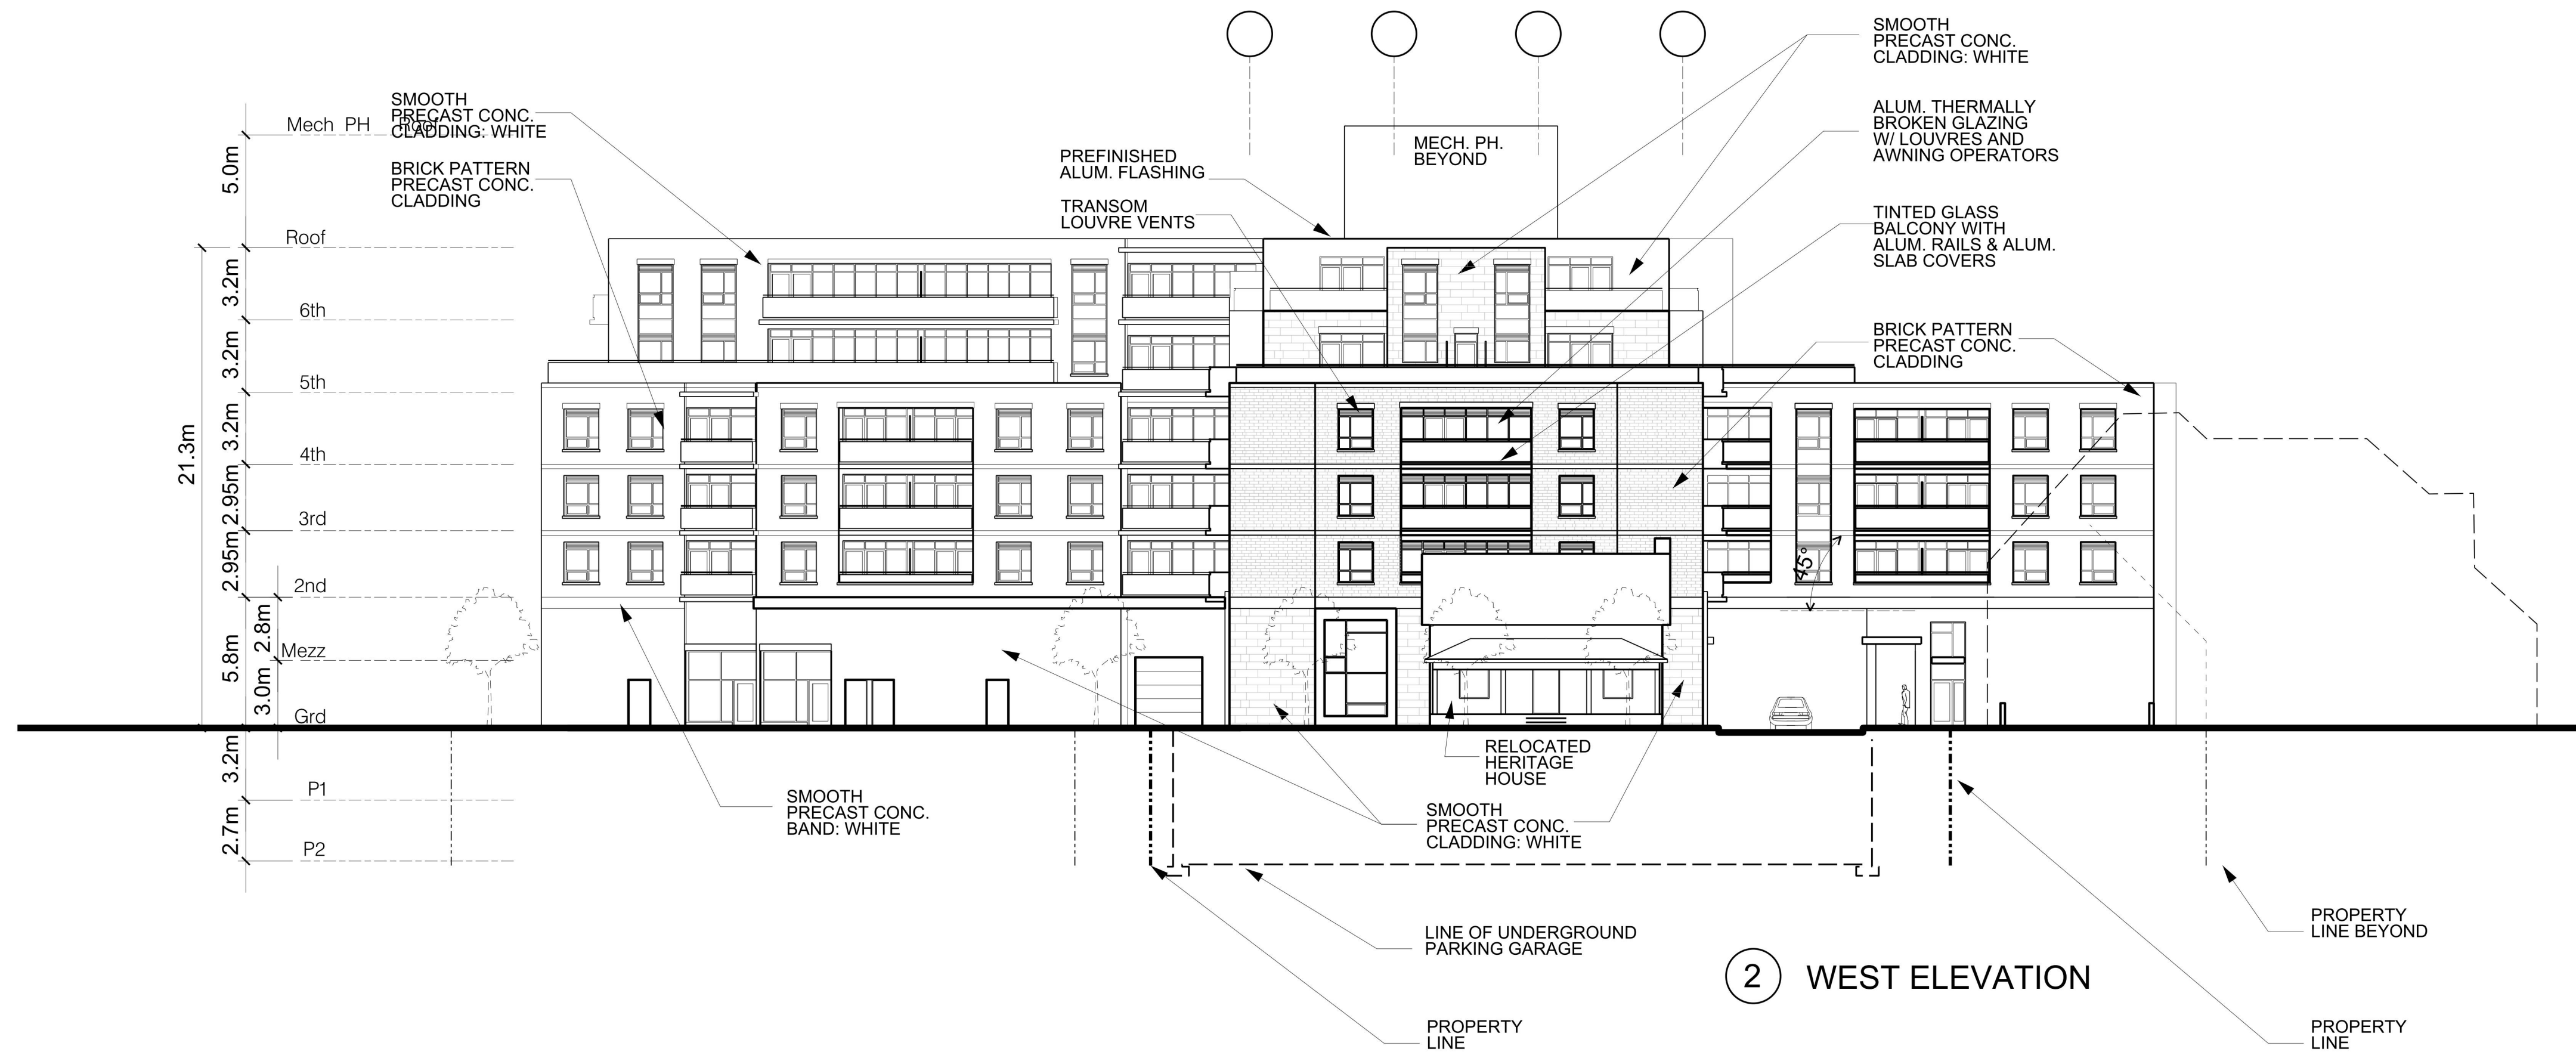 SMOOTH
PRECAST CONC.
CLADDING: WHITE
BRICK PATTERN
PRECAST CONC.
CLADDING
Mech PH Roof
Roof
6th
5th
4th
3rd
2nd
Mezz
Grd
P1
P2
5.0m
3.2m
3.2m
3.2m
2.95m
2.95m
5.8m
2.8m
3.0m
3.2m
2.7m
21.3m
PREFINISHED
ALUM. FLASHING
TRANSOM
LOUVRE VENTS
MECH. PH.
BEYOND
SMOOTH
PRECAST CONC.
CLADDING: WHITE
ALUM. THERMALLY
BROKEN GLAZING
W/ LOUVRES AND
AWNING OPERATORS
TINTED GLASS
BALCONY WITH
ALUM. RAILS & ALUM.
SLAB COVERS
BRICK PATTERN
PRECAST CONC.
CLADDING
45°
RELOCATED
HERITAGE
HOUSE
SMOOTH
PRECAST CONC.
BAND: WHITE
SMOOTH
PRECAST CONC.
CLADDING: WHITE
LINE OF UNDERGROUND
PARKING GARAGE
PROPERTY
LINE BEYOND
2 WEST ELEVATION
PROPERTY
LINE
PROPERTY
LINE